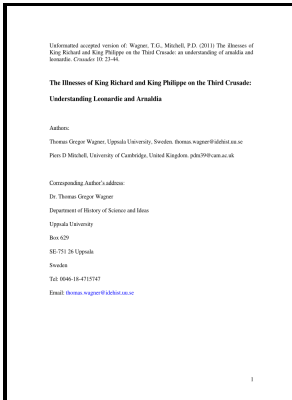 Unformatted accepted version of: Wagner, T.G., Mitchell, P.D. (2011) The illnesses of
King Richard and King Philippe on the Third Crusade: an understanding of arnaldia and
leonardie. Crusades 10: 23-44.
The Illnesses of King Richard and King Philippe on the Third Crusade:
Understanding Leonardie and Arnaldia
Authors:
Thomas Gregor Wagner, Uppsala University, Sweden. thomas.wagner@idehist.uu.se
Piers D Mitchell, University of Cambridge, United Kingdom. pdm39@cam.ac.uk
Corresponding Author's address:
Dr. Thomas Gregor Wagner
Department of History of Science and Ideas
Uppsala University
Box 629
SE-751 26 Uppsala
Sweden
Tel: 0046-18-4715747
Email: thomas.wagner@idehist.uu.se
1